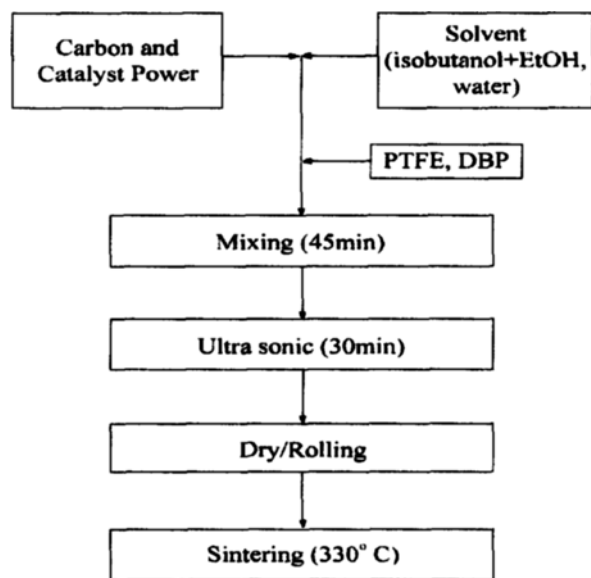 Carbon and
Catalyst Power
Solvent
(isobutanol+EtOH,
water)
PTFE, DBP
Mixing (45min)
Ultra sonic (30min)
Dry/Rolling
Sintering (330° C)